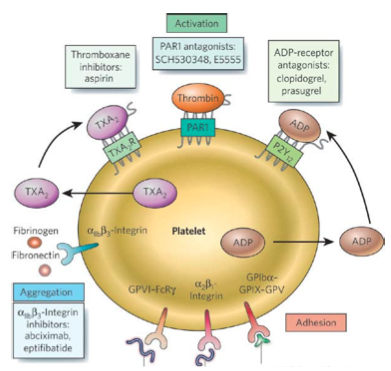 Activation
Thromboxane
inhibitors:
aspirin
PAR1 antagonists:
SCH530348, E5555
ADP-receptor
antagonists:
clopidogrel,
prasugrel
TXA₂
TXA₂R
Thrombin
PAR1
ADP
P2Y₁₂
TXA₂
TXA₂
Fibrinogen
Fibronectin
αIIbβ₃-Integrin
Platelet
ADP
ADP
Aggregation
αIIbβ₃-Integrin
inhibitors:
abciximab,
eptifibatide
GPVI-FcRγ
α₂β₁-
Integrin
GPIbα-
GPIX-GPV
Adhesion